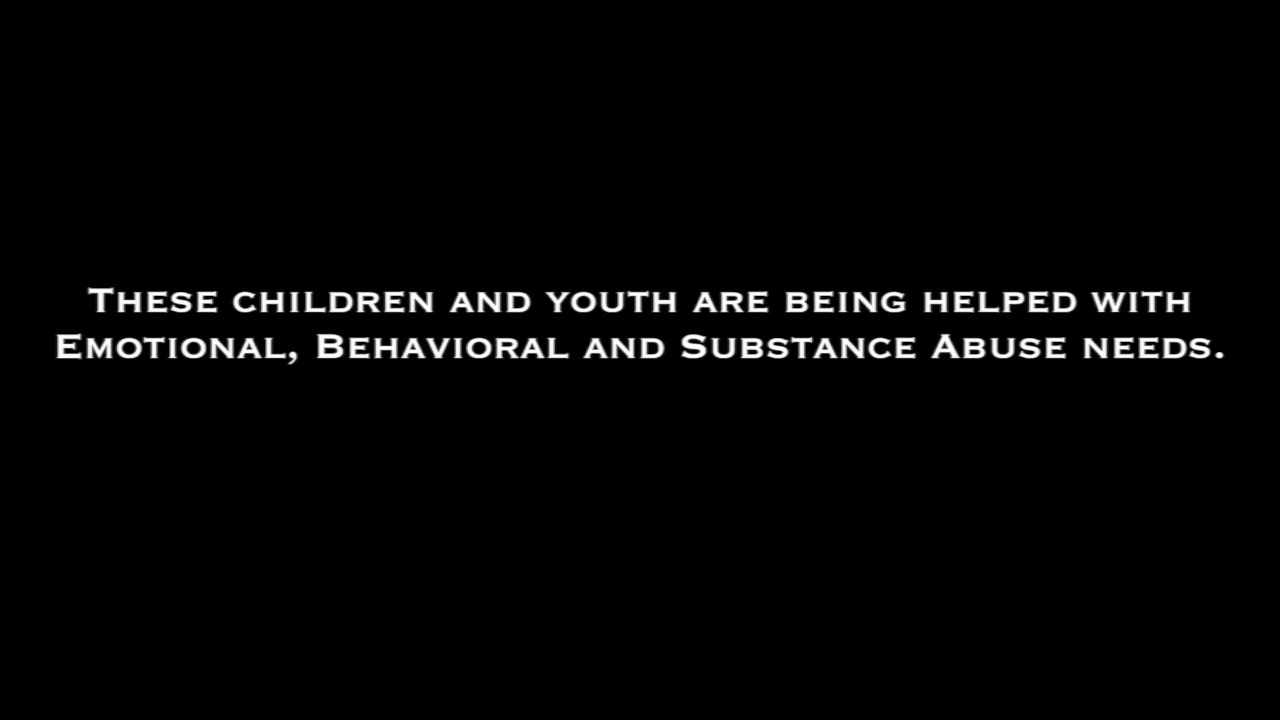 These children and youth are being helped with
Emotional, Behavioral and Substance Abuse needs.